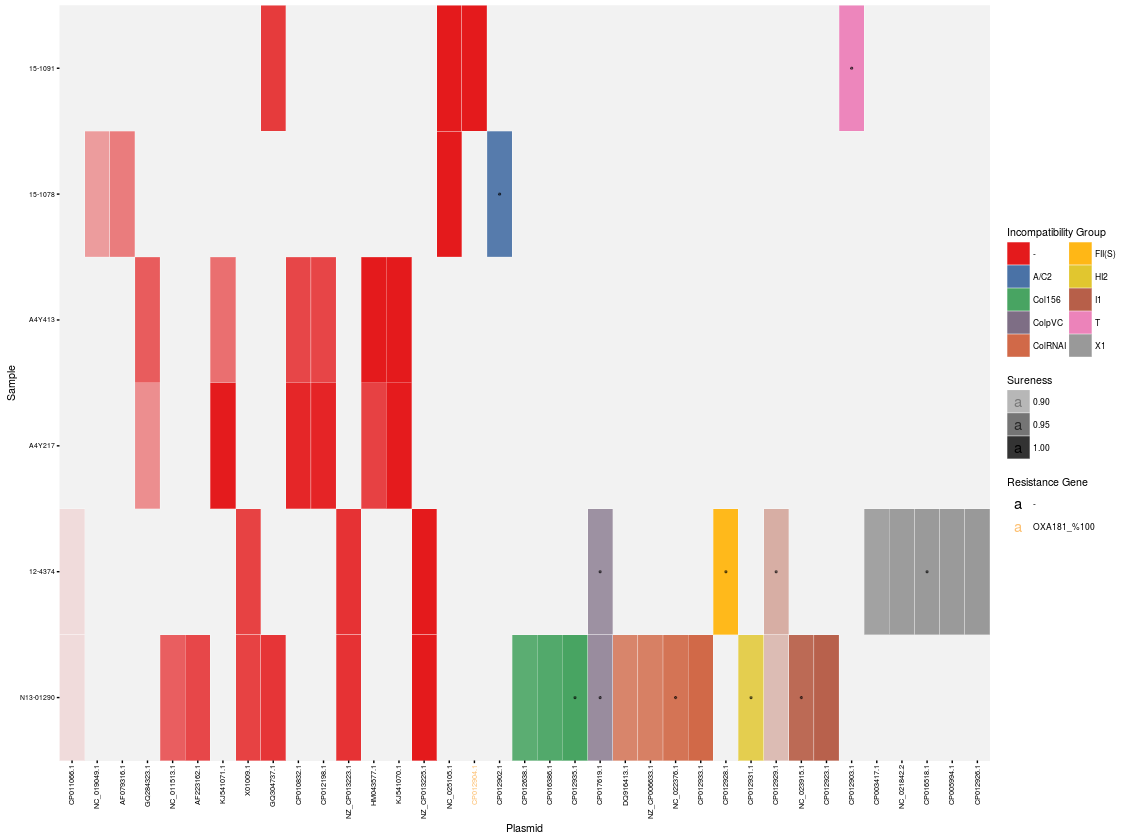 15-1091
15-1078
A4Y413
A4Y217
12-4374
N13-01290
Sample
CP011066.1
NC_019049.1
AF079316.1
GQ284323.1
NC_011513.1
AF223162.1
KJ541071.1
X01009.1
GQ304737.1
CP010832.1
CP012198.1
NZ_CP013223.1
HM043577.1
KJ541070.1
NZ_CP013225.1
NC_025105.1
CP012904.1
CP012902.1
CP012638.1
CP016386.1
CP012935.1
CP017619.1
DQ916413.1
NZ_CP006633.1
NC_022376.1
CP012933.1
CP012928.1
CP012931.1
CP012929.1
NC_023915.1
CP012923.1
CP012903.1
CP003417.1
NC_021842.2
CP016518.1
CP005994.1
CP012926.1
Plasmid
Incompatibility Group
- FII(S)
A/C2 HI2
Col156 I1
ColpVC T
ColRNAI X1
Sureness
a 0.90
a 0.95
a 1.00
Resistance Gene
a -
a OXA181_%100